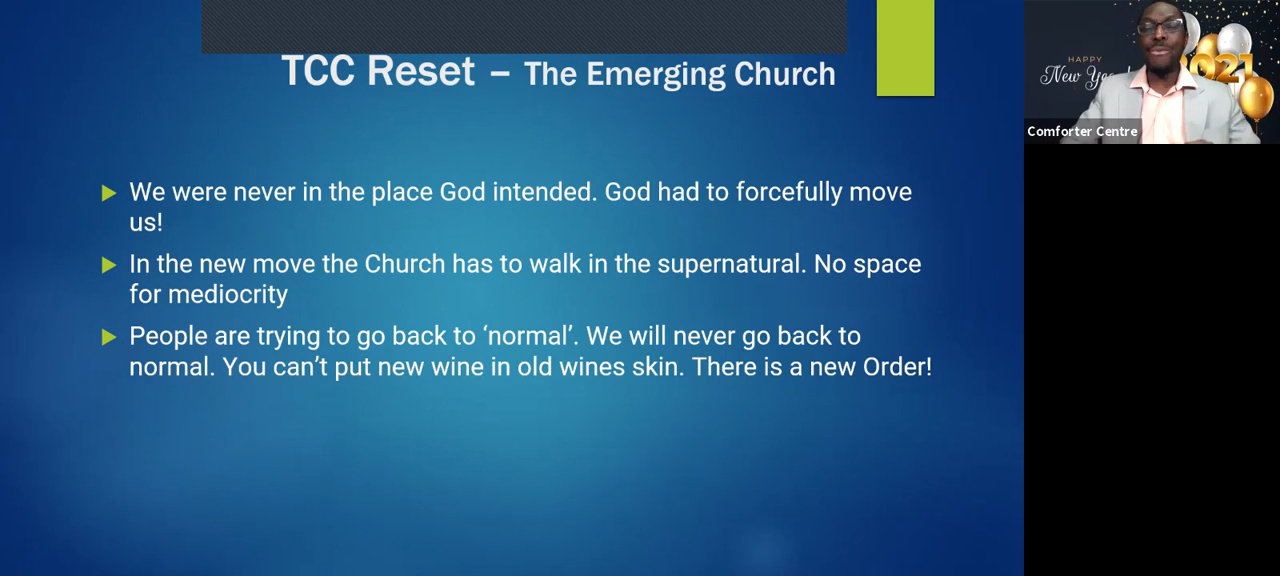 TCC Reset – The Emerging Church
We were never in the place God intended. God had to forcefully move
us!
In the new move the Church has to walk in the supernatural. No space
for mediocrity
People are trying to go back to ‘normal’. We will never go back to
normal. You can’t put new wine in old wines skin. There is a new Order!
HAPPY
New
Comforter Centre